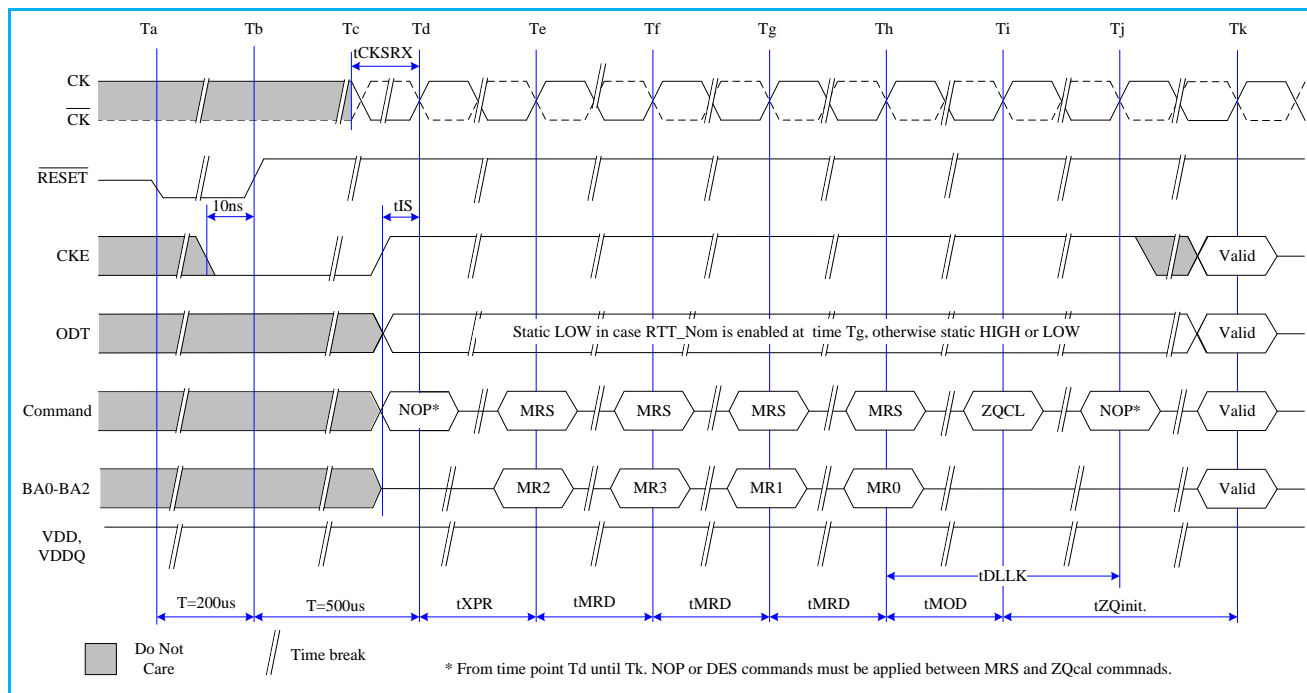 Ta Tb Tc Td Te Tf Tg Th Ti Tj Tk
tCKSRX
CK
CK
RESET
10ns
tIS
CKE
Valid
ODT
Static LOW in case RTT_Nom is enabled at time Tg, otherwise static HIGH or LOW
Valid
Command
NOP* MRS MRS MRS MRS ZQCL NOP* Valid
BA0-BA2
MR2 MR3 MR1 MR0 Valid
VDD,
VDDQ
tDLLK
T=200us T=500us tXPR tMRD tMRD tMRD tMOD tZQinit.
Do Not
Care
Time break
* From time point Td until Tk. NOP or DES commands must be applied between MRS and ZQcal commnads.